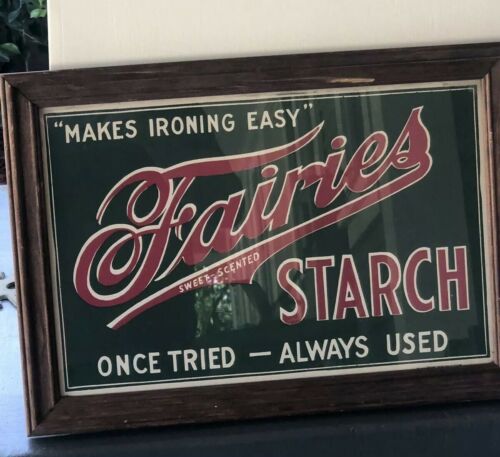 "MAKES IRONING EASY"
Fairies
SWEET-SCENTED
STARCH
ONCE TRIED — ALWAYS USED